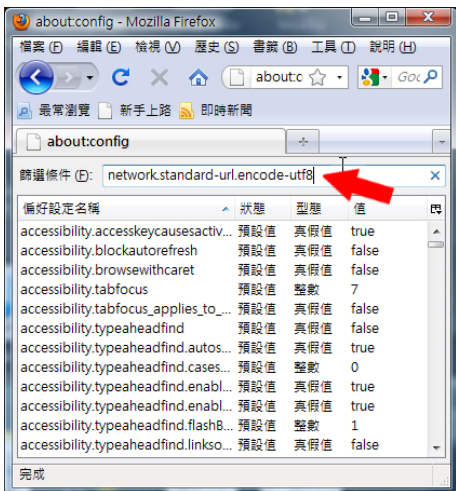 about:config - Mozilla Firefox
檔案 (F) 編輯 (E) 檢視 (V) 歷史 (S) 書籤 (B) 工具 (T) 說明 (H)
about:c Goo
最常瀏覽 新手上路 即時新聞
about:config
篩選條件 (F): network.standard-url.encode-utf8
偏好設定名稱 狀態 型態 值
accessibility.accesskeycausesactiv... 預設值 真假值 true
accessibility.blockautorefresh 預設值 真假值 false
accessibility.browsewithcaret 預設值 真假值 false
accessibility.tabfocus 預設值 整數 7
accessibility.tabfocus_applies_to_... 預設值 真假值 false
accessibility.typeaheadfind 預設值 真假值 false
accessibility.typeaheadfind.autos... 預設值 真假值 true
accessibility.typeaheadfind.cases... 預設值 整數 0
accessibility.typeaheadfind.enabl... 預設值 真假值 true
accessibility.typeaheadfind.enabl... 預設值 真假值 true
accessibility.typeaheadfind.flashB... 預設值 整數 1
accessibility.typeaheadfind.linkso... 預設值 真假值 false
完成